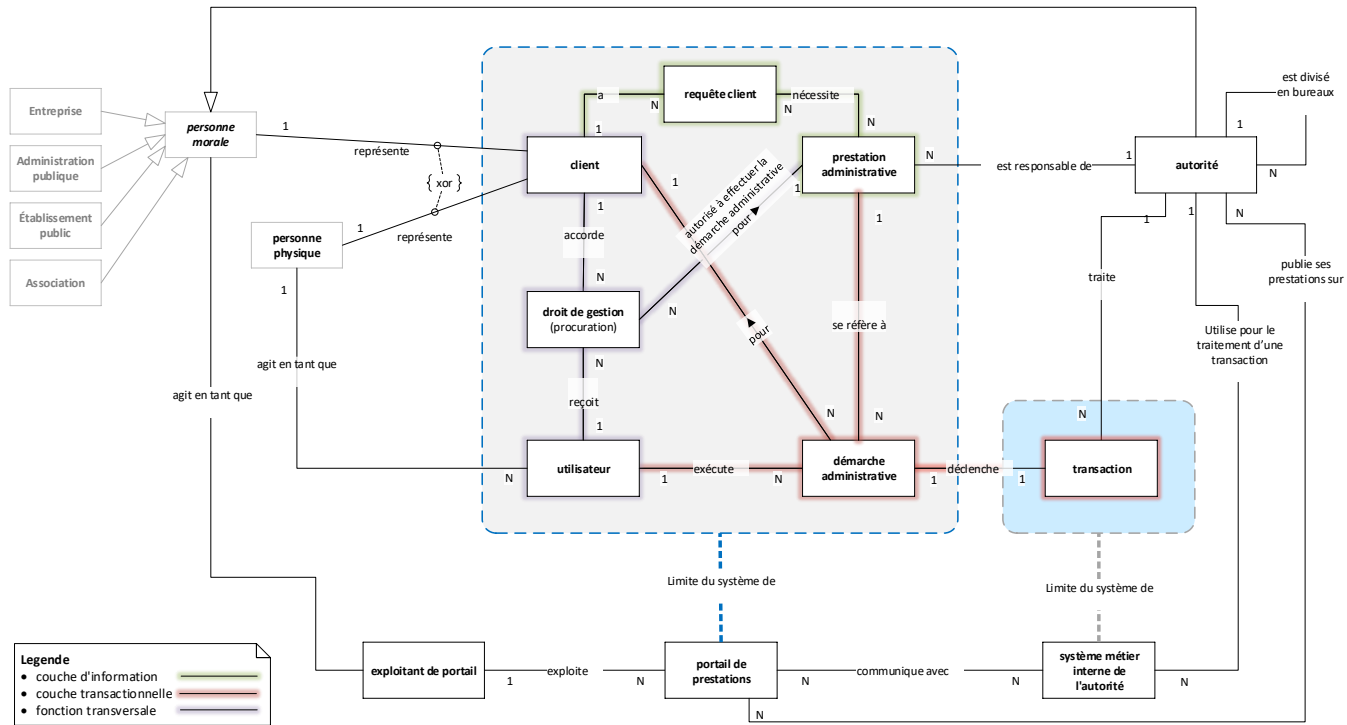 Entreprise
Administration
publique
Établissement
public
Association
personne
morale
1
représente
{ xor }
personne
physique
1
représente
1
agit en tant que
agit en tant que
requête client
a
N
N
nécessite
1
N
client
prestation
administrative
N
est responsable de
1
autorité
est divisé
en bureaux
1
N
1
1
N
1
accorde
1
autorisé à effectuer la
démarche administrative
pour
1
1
N
N
droit de gestion
(procuration)
N
se réfère à
pour
reçoit
1
N
N
utilisateur
N
1
exécute
N
démarche
administrative
1
déclenche
1
transaction
N
traite
publie ses
prestations sur
Utilise pour le
traitement d’une
transaction
Limite du système de
Limite du système de
exploitant de portail
1
exploite
N
portail de
prestations
N
communique avec
N
système métier
interne de
l'autorité
N
N
Legende
• couche d'information
• couche transactionnelle
• fonction transversale